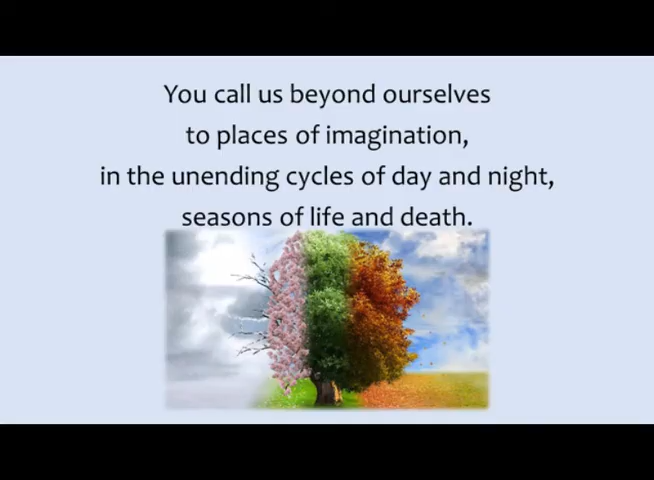 You call us beyond ourselves
to places of imagination,
in the unending cycles of day and night,
seasons of life and death.